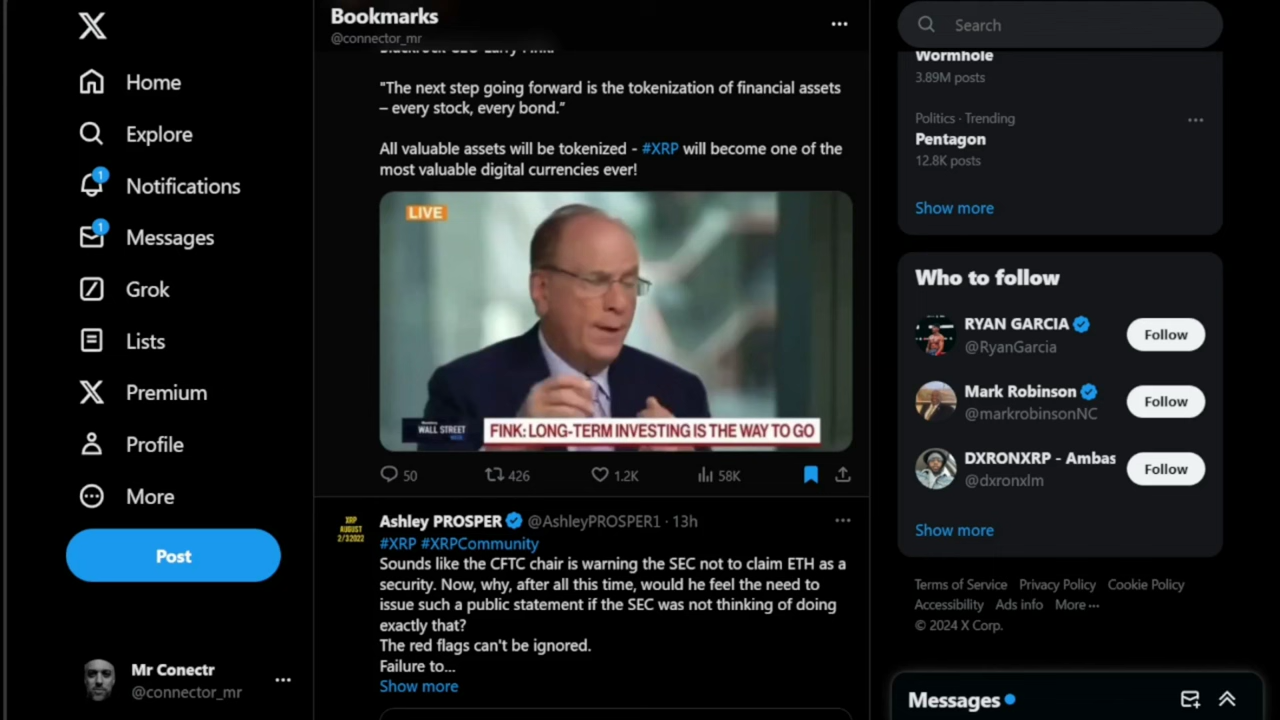 Home
Explore
1
Notifications
1
Messages
Grok
Lists
Premium
Profile
More
Post
Mr Conectr
@connector_mr
Bookmarks
@connector_mr
Blackrock CEO Larry Fink:
"The next step going forward is the tokenization of financial assets
– every stock, every bond.”
All valuable assets will be tokenized - #XRP will become one of the
most valuable digital currencies ever!
LIVE
WALL STREET
WEEK
FINK: LONG-TERM INVESTING IS THE WAY TO GO
50
426
1.2K
58K
XRP
AUGUST
2/3/2022
Ashley PROSPER @AshleyPROSPER1 · 13h
#XRP #XRPCommunity
Sounds like the CFTC chair is warning the SEC not to claim ETH as a
security. Now, why, after all this time, would he feel the need to
issue such a public statement if the SEC was not thinking of doing
exactly that?
The red flags can't be ignored.
Failure to...
Show more
Search
Wormhole
3.89M posts
Politics · Trending
Pentagon
12.8K posts
Show more
Who to follow
RYAN GARCIA
@RyanGarcia
Follow
Mark Robinson
@markrobinsonNC
Follow
DXRONXRP - Ambas
@dxronxlm
Follow
Show more
Terms of Service Privacy Policy Cookie Policy
Accessibility Ads info More
© 2024 X Corp.
Messages